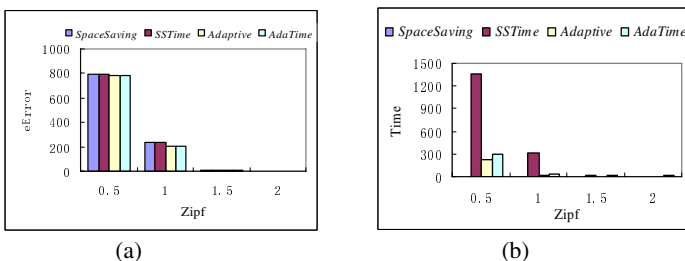 SpaceSaving SSTime Adaptive AdaTime
1000
800
600
400
200
0
eError
0.5 1 1.5 2
Zipf
(a)
SpaceSaving SSTime Adaptive AdaTime
1500
1200
900
600
300
0
Time
0.5 1 1.5 2
Zipf
(b)